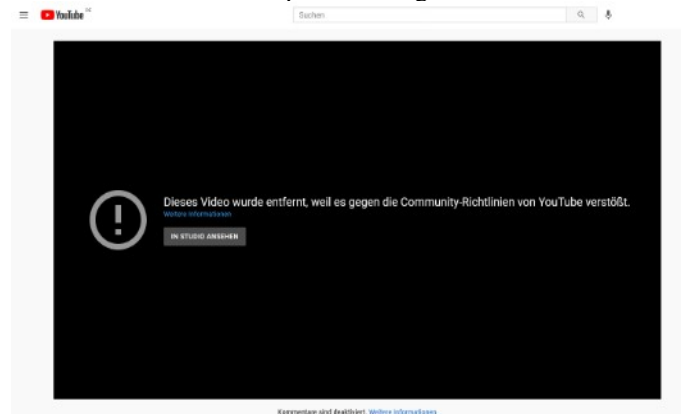 YouTube
Suchen
Dieses Video wurde entfernt, weil es gegen die Community-Richtlinien von YouTube verstößt.
Weitere Informationen
IN STUDIO ANSEHEN
Kommentare sind deaktiviert. Weitere Informationen